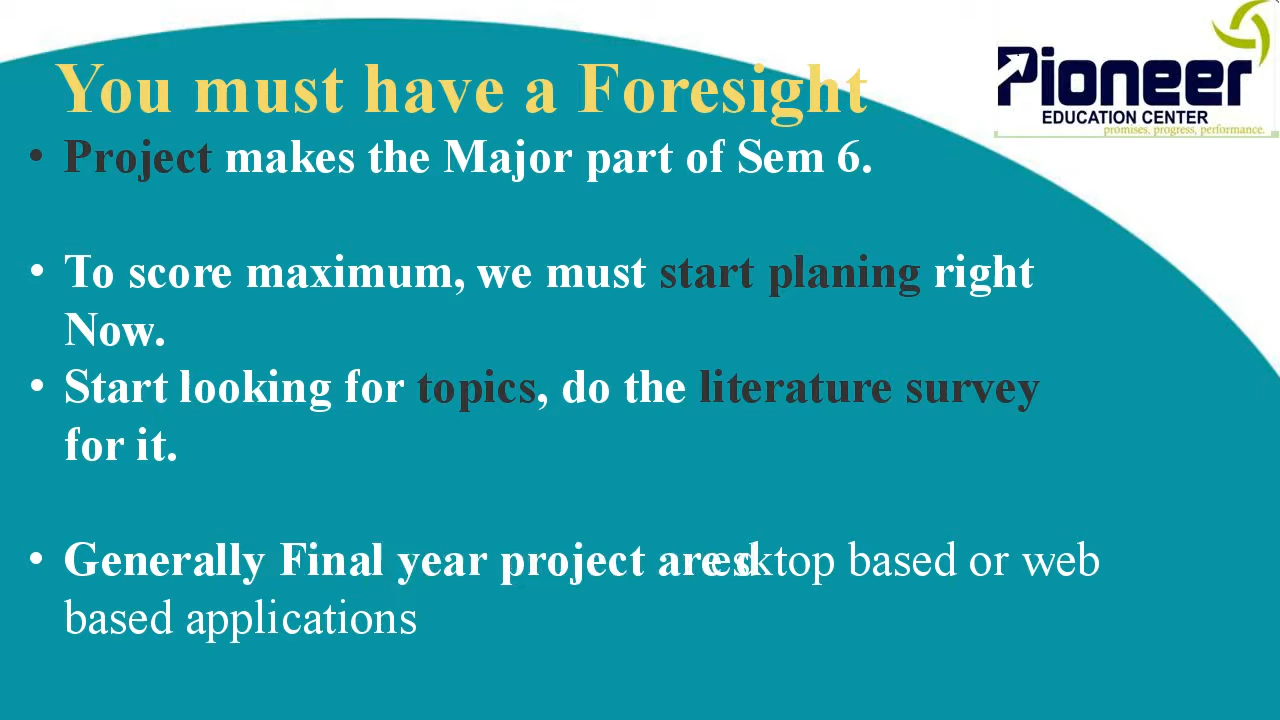 You must have a Foresight
Pioneer
EDUCATION CENTER
promises, progress, performance.
• Project makes the Major part of Sem 6.
• To score maximum, we must start planing right
Now.
• Start looking for topics, do the literature survey
for it.
• Generally Final year project are desktop based or web
based applications